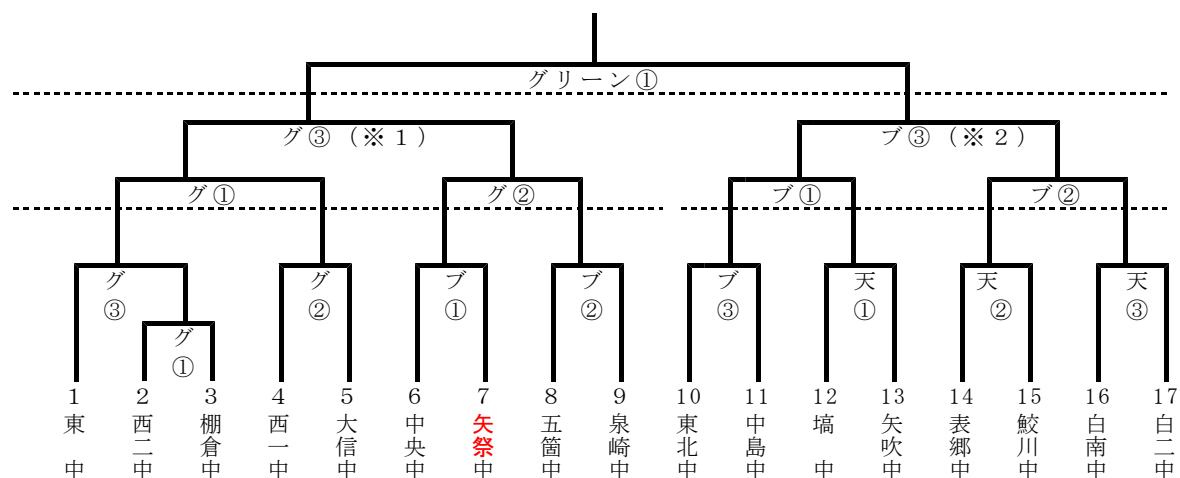 グリーン①
グ③（※１） ブ③（※２）
グ① グ② ブ① ブ②
グ③ グ② ブ① ブ② ブ③ 天① 天② 天③
グ①
1 2 3 4 5 6 7 8 9 10 11 12 13 14 15 16 17
東中
西二中
棚倉中
西一中
大信中
中央中
矢祭中
五箇中
泉崎中
東北中
中島中
塙中
矢吹中
表郷中
鮫川中
白南中
白二中